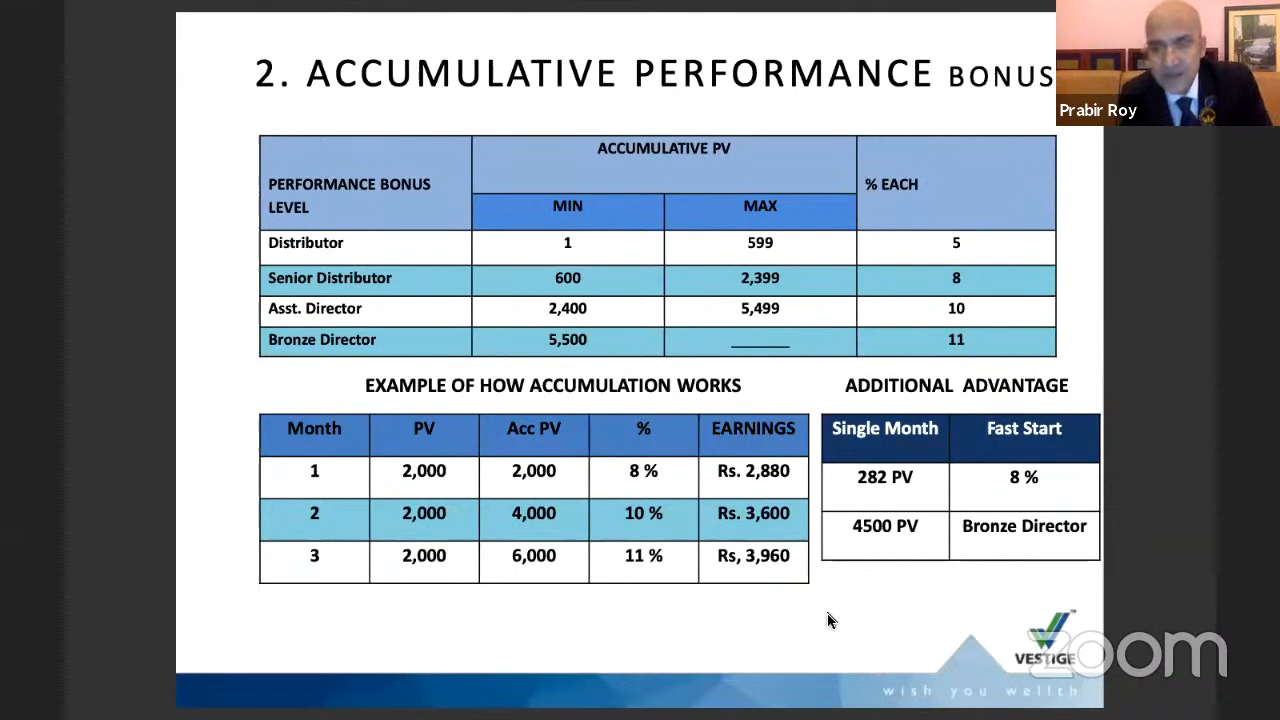 2. ACCUMULATIVE PERFORMANCE BONUS
Prabir Roy
PERFORMANCE BONUS LEVEL ACCUMULATIVE PV % EACH
MIN MAX
Distributor 1 599 5
Senior Distributor 600 2,399 8
Asst. Director 2,400 5,499 10
Bronze Director 5,500 ______ 11
EXAMPLE OF HOW ACCUMULATION WORKS
Month PV Acc PV % EARNINGS
1 2,000 2,000 8 % Rs. 2,880
2 2,000 4,000 10 % Rs. 3,600
3 2,000 6,000 11 % Rs, 3,960
ADDITIONAL ADVANTAGE
Single Month Fast Start
282 PV 8 %
4500 PV Bronze Director
VESTIGE
zoom
wish you wellth